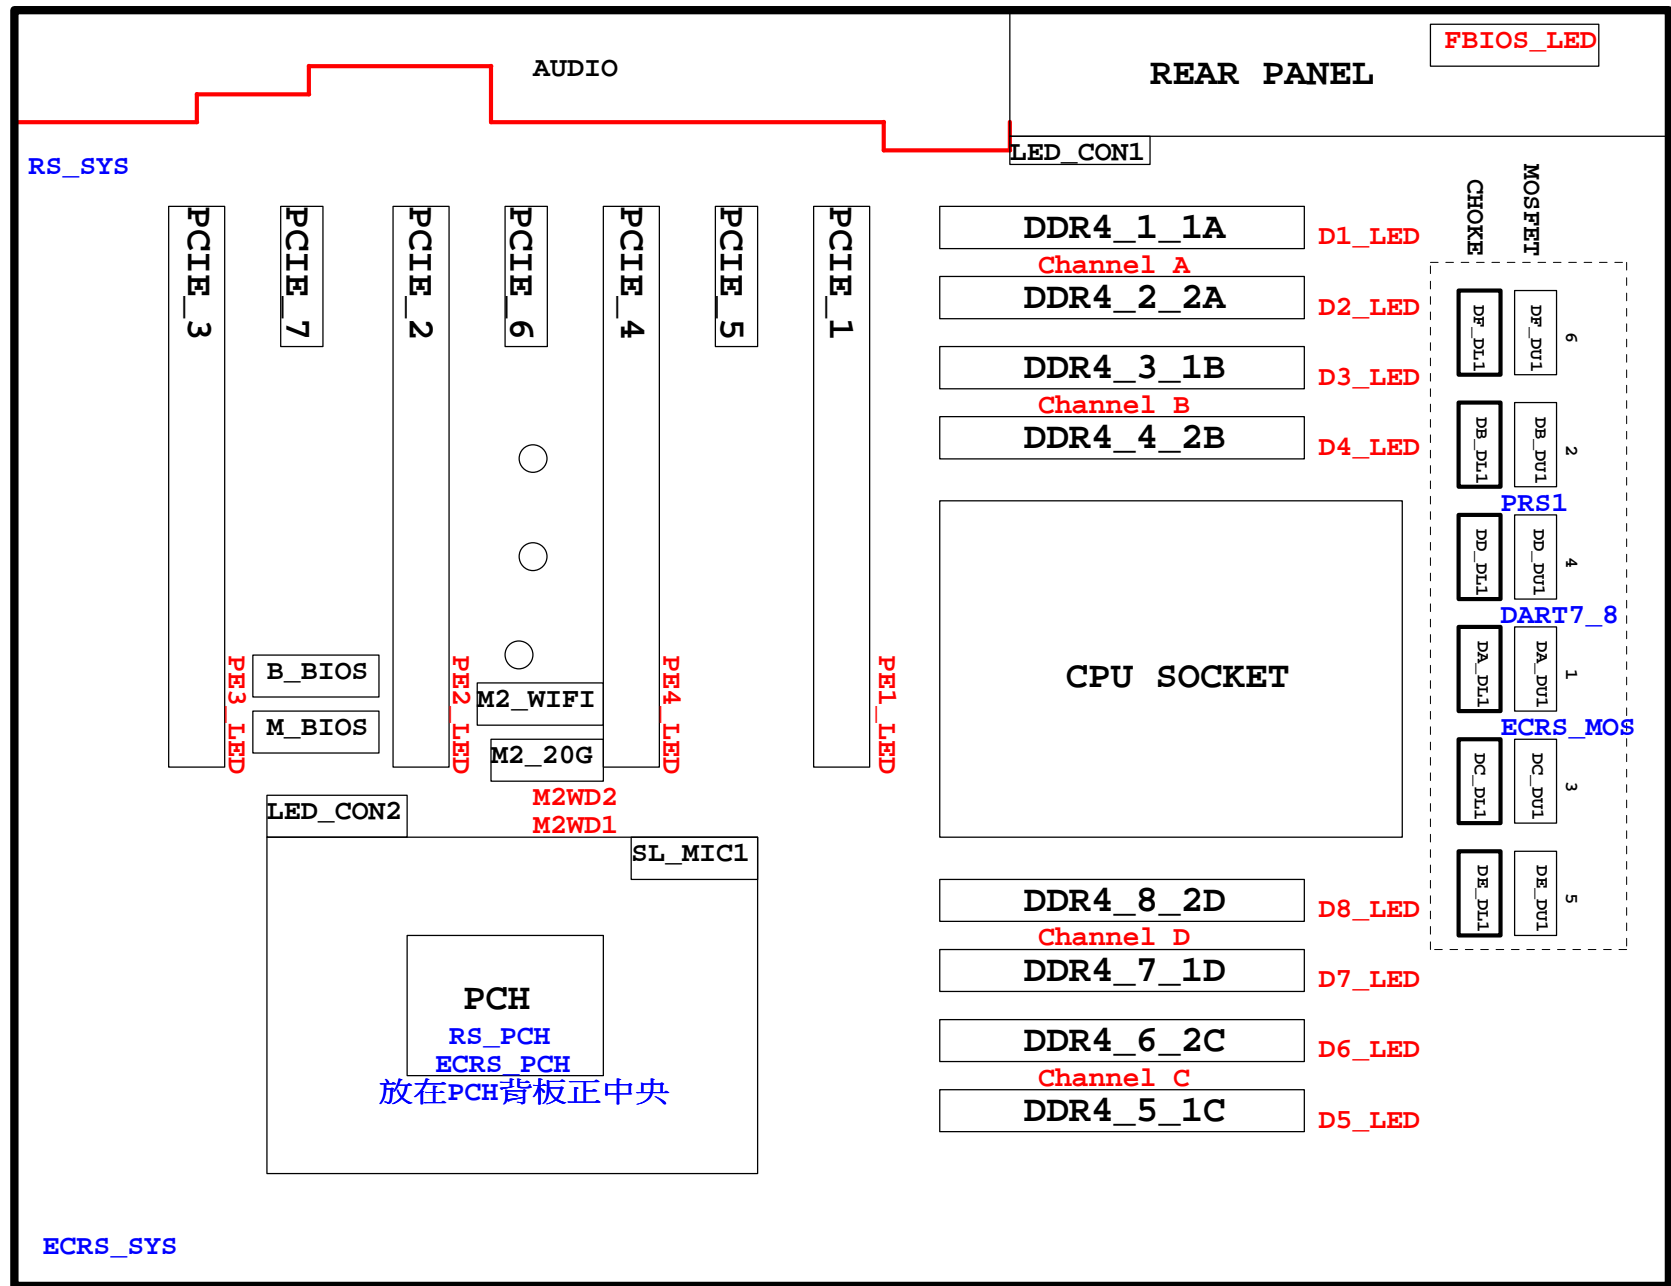 AUDIO
REAR PANEL
FBIOS_LED
LED_CON1
RS_SYS
PCIE_3
PCIE_7
PCIE_2
PCIE_6
PCIE_4
PCIE_5
PCIE_1
DDR4_1_1A
D1_LED
Channel A
DDR4_2_2A
D2_LED
DDR4_3_1B
D3_LED
Channel B
DDR4_4_2B
D4_LED
CHOKE
MOSFET
DF_DL1
DF_DU1
6
DB_DL1
DB_DU1
2
PRS1
DD_DL1
DD_DU1
4
DART7_8
DA_DL1
DA_DU1
1
ECRS_MOS
DC_DL1
DC_DU1
3
DE_DL1
DE_DU1
5
CPU SOCKET
PE3_LED
B_BIOS
M_BIOS
PE2_LED
M2_WIFI
M2_20G
PE4_LED
PE1_LED
M2WD2
M2WD1
LED_CON2
SL_MIC1
PCH
RS_PCH
ECRS_PCH
放在PCH背板正中央
DDR4_8_2D
D8_LED
Channel D
DDR4_7_1D
D7_LED
DDR4_6_2C
D6_LED
Channel C
DDR4_5_1C
D5_LED
ECRS_SYS